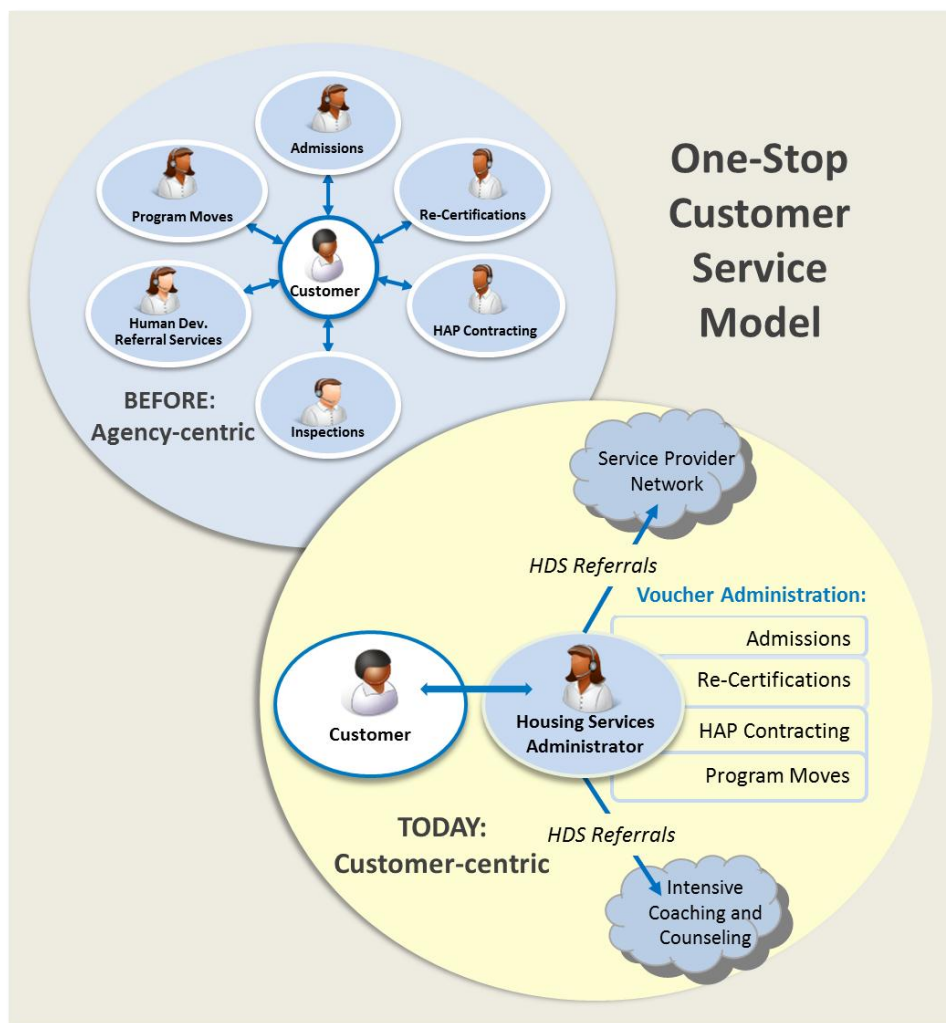 One-Stop
Customer
Service
Model
Admissions
Program Moves
Re-Certifications
Customer
Human Dev.
Referral Services
HAP Contracting
Inspections
BEFORE:
Agency-centric
Service Provider
Network
HDS Referrals
Voucher Administration:
Admissions
Re-Certifications
HAP Contracting
Program Moves
Customer
Housing Services
Administrator
TODAY:
Customer-centric
HDS Referrals
Intensive
Coaching and
Counseling